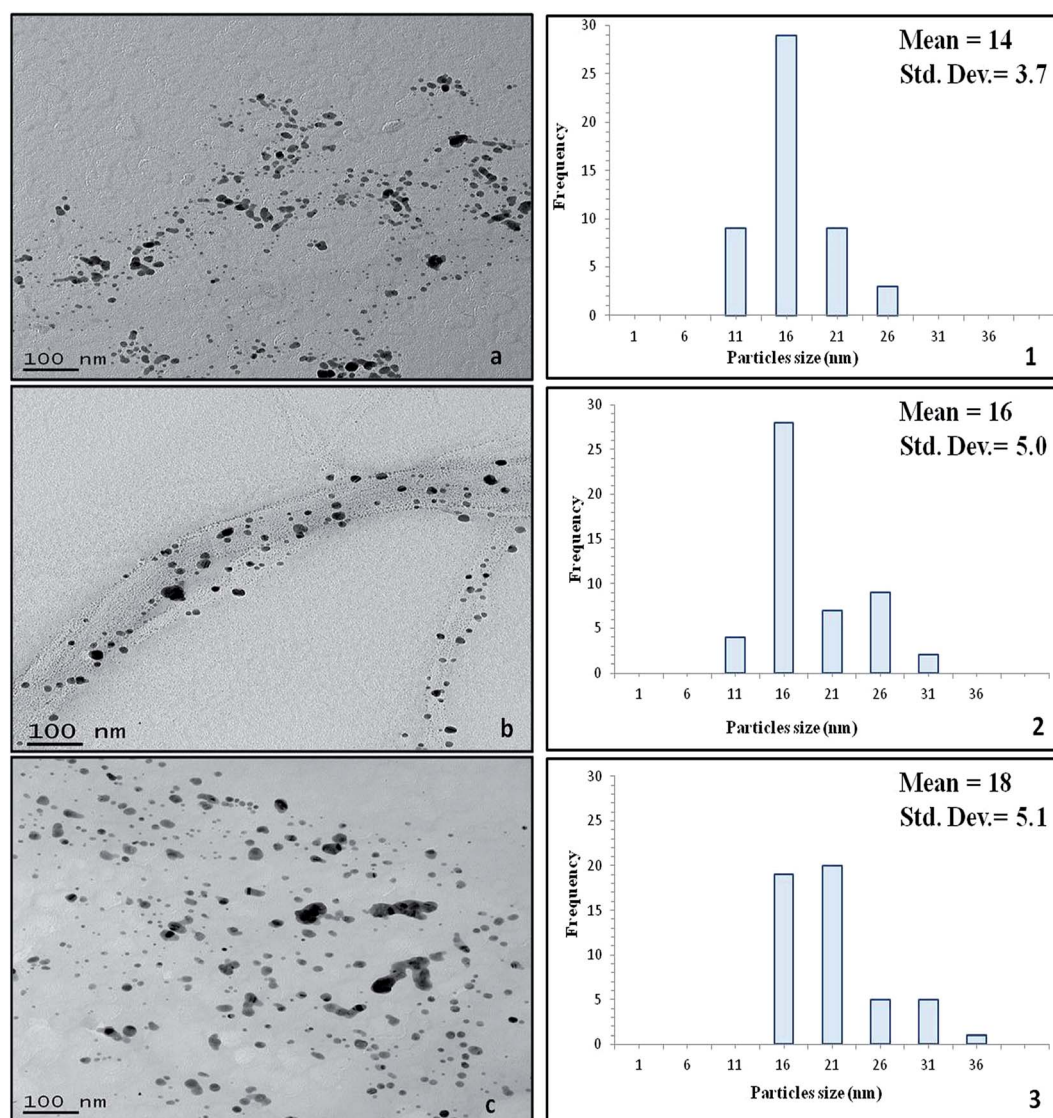 100 nm
a
Mean = 14
Std. Dev.= 3.7
Frequency
30
25
20
15
10
5
0
1 6 11 16 21 26 31 36
Particles size (nm)
1
100 nm
b
Mean = 16
Std. Dev.= 5.0
Frequency
30
25
20
15
10
5
0
1 6 11 16 21 26 31 36
Particles size (nm)
2
100 nm
c
Mean = 18
Std. Dev.= 5.1
Frequency
30
25
20
15
10
5
0
1 6 11 16 21 26 31 36
Particles size (nm)
3